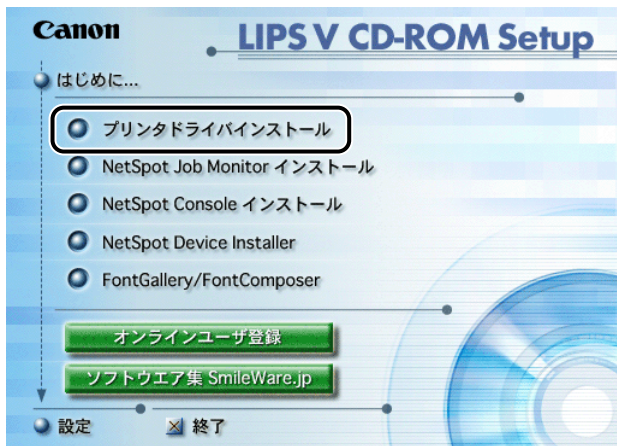 Canon
LIPS V CD-ROM Setup
はじめに...
プリンタドライバインストール
NetSpot Job Monitor インストール
NetSpot Console インストール
NetSpot Device Installer
FontGallery/FontComposer
オンラインユーザ登録
ソフトウエア集 SmileWare.jp
設定
終了